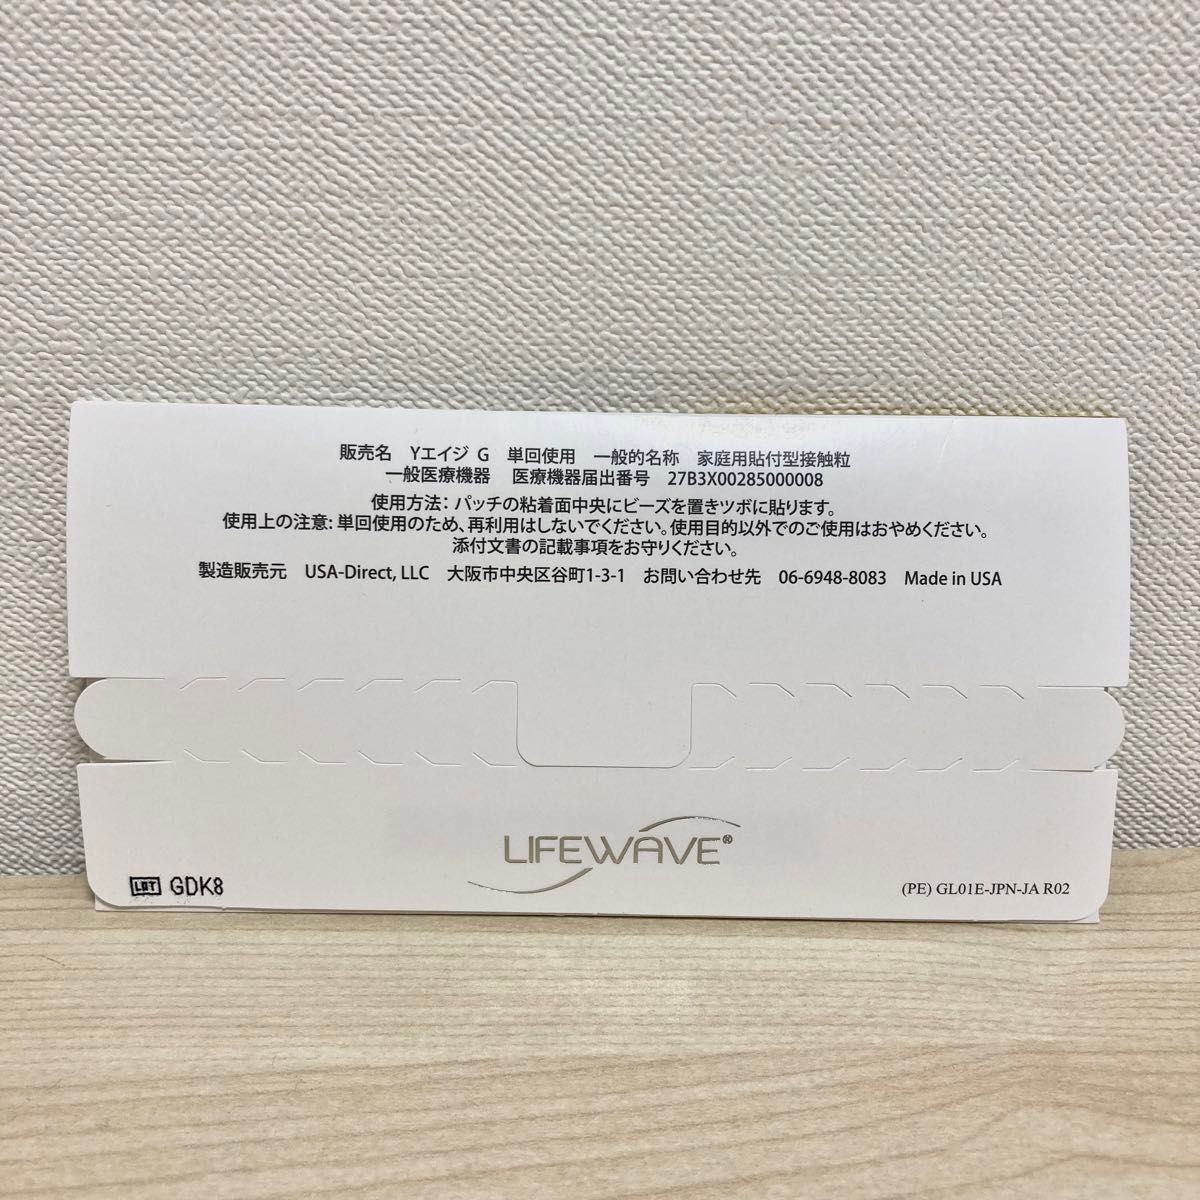 販売名 Yエイジ G 単回使用 一般的名称 家庭用貼付型接触粒
一般医療機器 医療機器届出番号 27B3X00285000008
使用方法: パッチの粘着面中央にビーズを置きツボに貼ります。
使用上の注意: 単回使用のため、再利用はしないでください。使用目的以外でのご使用はおやめください。
添付文書の記載事項をお守りください。
製造販売元 USA-Direct, LLC 大阪市中央区谷町1-3-1 お問い合わせ先 06-6948-8083 Made in USA
LIFEWAVE®
LOT GDK8
(PE) GL01E-JPN-JA R02